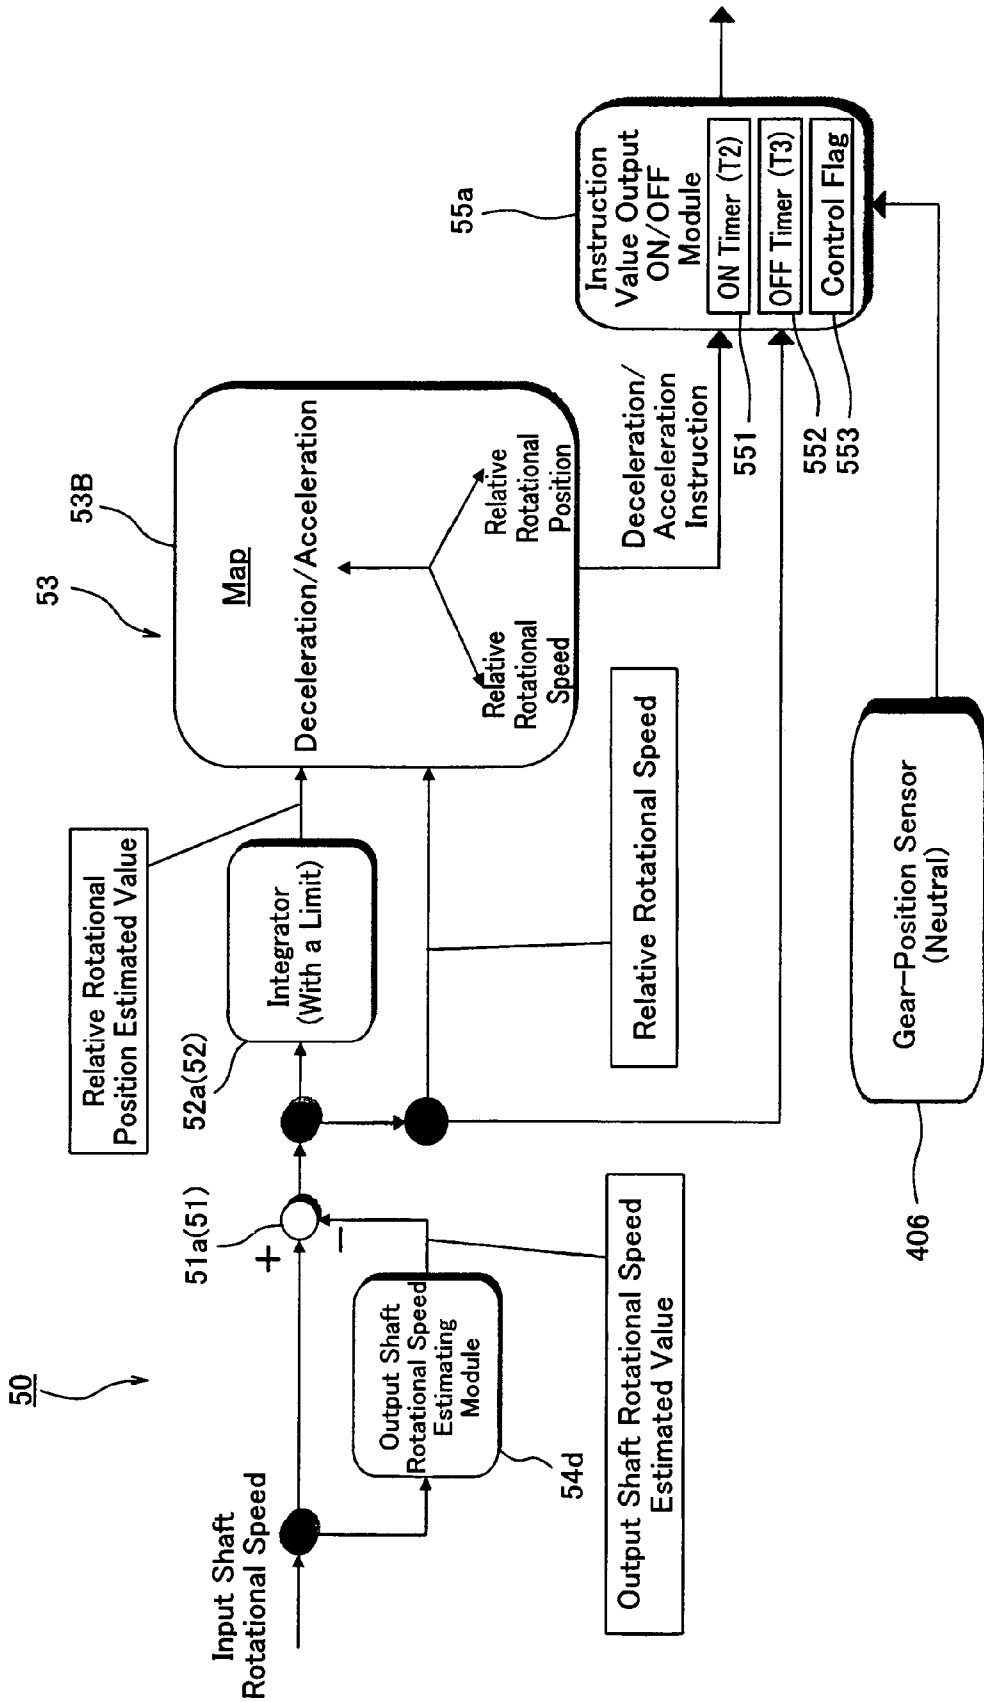 50
Input Shaft
Rotational Speed
+
−
51a(51)
Output Shaft
Rotational Speed
Estimating
Module
54d
Output Shaft Rotational Speed
Estimated Value
52a(52)
Integrator
(With a Limit)
Relative Rotational
Position Estimated Value
Relative Rotational Speed
53
53B
Map
Deceleration/Acceleration
Relative
Rotational
Speed
Relative
Rotational
Position
Deceleration/
Acceleration
Instruction
55a
Instruction
Value Output
ON/OFF
Module
ON Timer (T2)
OFF Timer (T3)
Control Flag
551
552
553
Gear-Position Sensor
(Neutral)
406